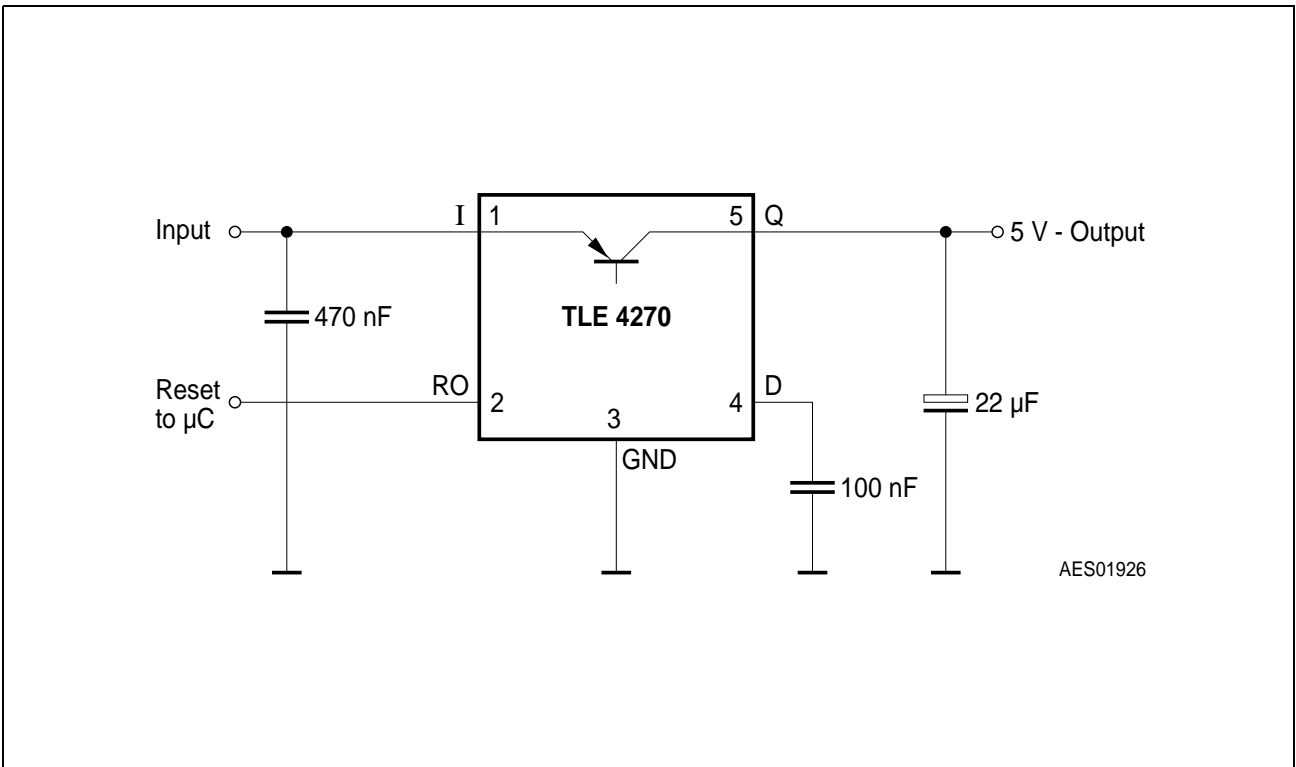 I 1 5 Q
Input 5 V - Output
470 nF TLE 4270
Reset
to µC
RO 2 4 D
22 µF
3
GND
100 nF
AES01926